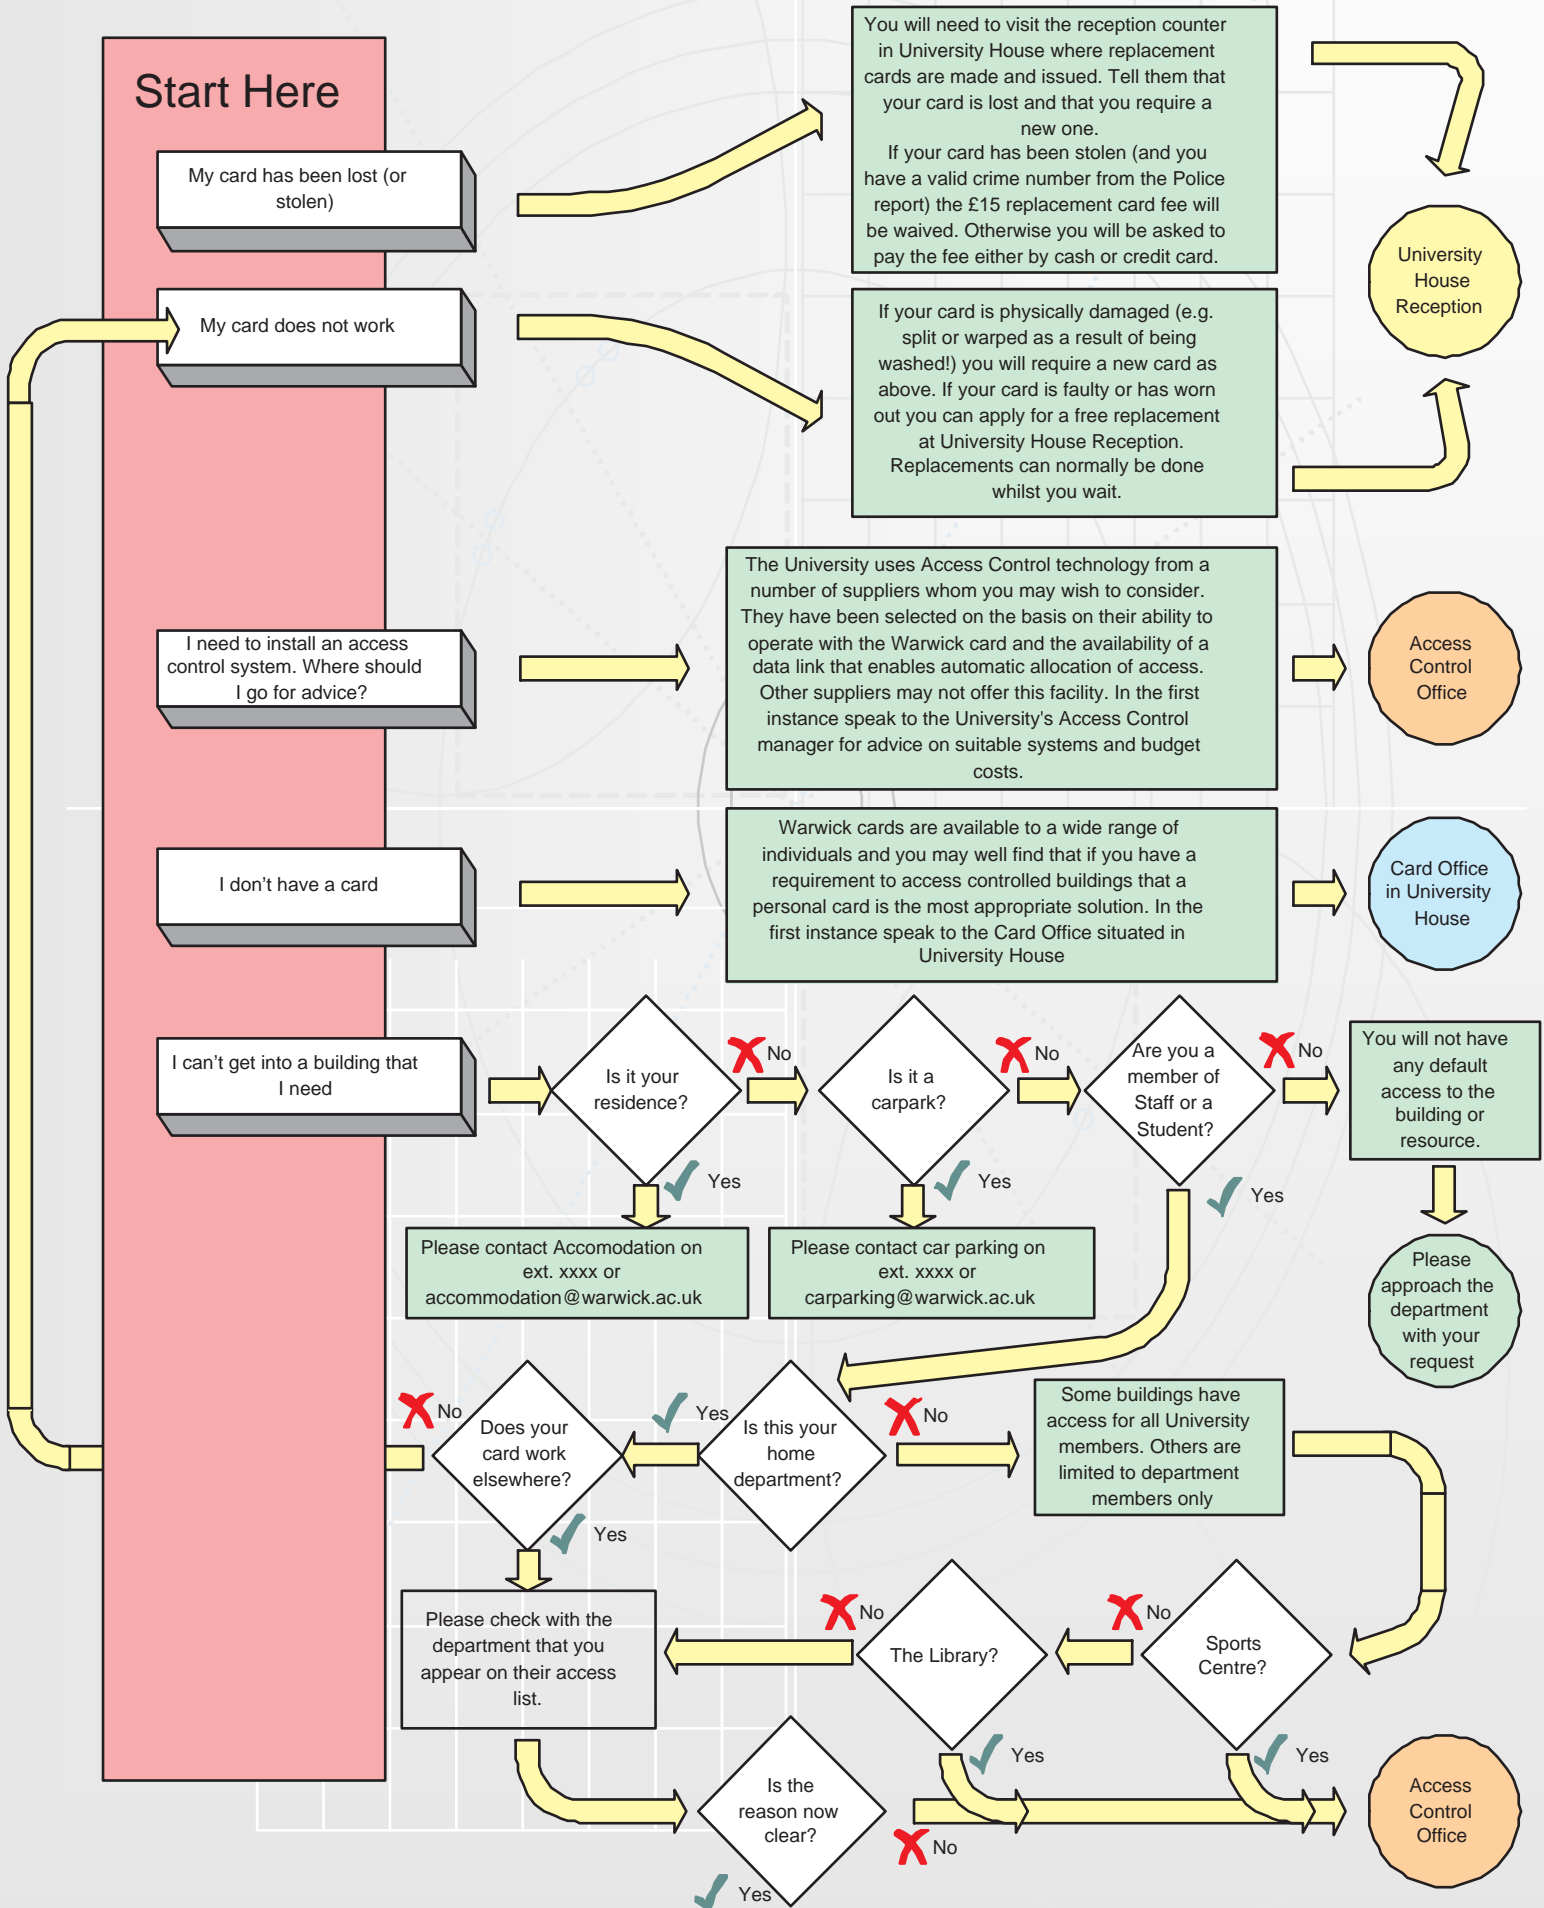 Start Here
My card has been lost (or
stolen)
You will need to visit the reception counter
in University House where replacement
cards are made and issued. Tell them that
your card is lost and that you require a
new one.
If your card has been stolen (and you
have a valid crime number from the Police
report) the £15 replacement card fee will
be waived. Otherwise you will be asked to
pay the fee either by cash or credit card.
University
House
Reception
My card does not work
If your card is physically damaged (e.g.
split or warped as a result of being
washed!) you will require a new card as
above. If your card is faulty or has worn
out you can apply for a free replacement
at University House Reception.
Replacements can normally be done
whilst you wait.
I need to install an access
control system. Where should
I go for advice?
The University uses Access Control technology from a
number of suppliers whom you may wish to consider.
They have been selected on the basis on their ability to
operate with the Warwick card and the availability of a
data link that enables automatic allocation of access.
Other suppliers may not offer this facility. In the first
instance speak to the University's Access Control
manager for advice on suitable systems and budget
costs.
Access
Control
Office
I don't have a card
Warwick cards are available to a wide range of
individuals and you may well find that if you have a
requirement to access controlled buildings that a
personal card is the most appropriate solution. In the
first instance speak to the Card Office situated in
University House
Card Office
in University
House
I can't get into a building that
I need
Is it your
residence?
No
Yes
Is it a
carpark?
No
Yes
Are you a
member of
Staff or a
Student?
No
Yes
You will not have
any default
access to the
building or
resource.
Please contact Accomodation on
ext. xxxx or
accommodation@warwick.ac.uk
Please contact car parking on
ext. xxxx or
carparking@warwick.ac.uk
Please
approach the
department
with your
request
No
Does your
card work
elsewhere?
Yes
Yes
Is this your
home
department?
No
Some buildings have
access for all University
members. Others are
limited to department
members only
Please check with the
department that you
appear on their access
list.
No
The Library?
Yes
No
Sports
Centre?
Yes
Is the
reason now
clear?
No
Yes
Access
Control
Office